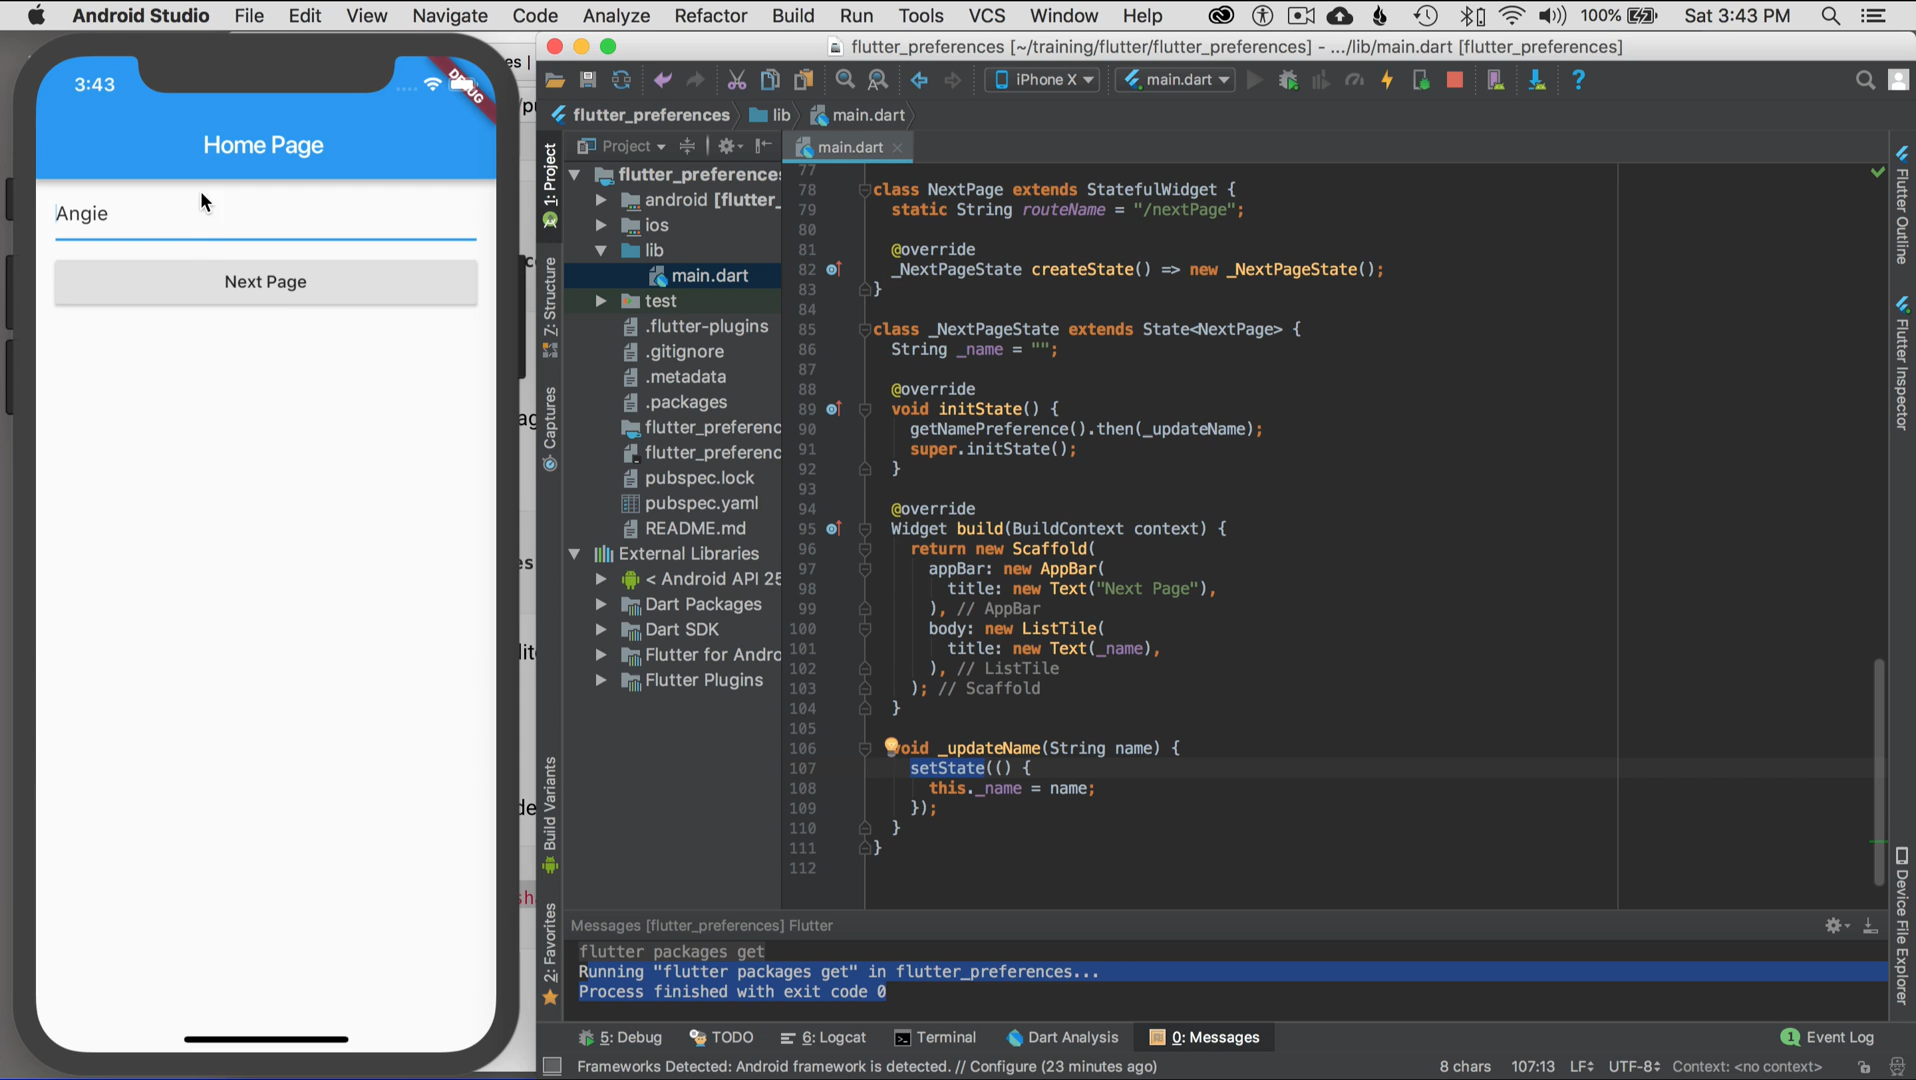 Android Studio File Edit View Navigate Code Analyze Refactor Build Run Tools VCS Window Help 100% Sat 3:43 PM
flutter_preferences [~/training/flutter/flutter_preferences] - .../lib/main.dart [flutter_preferences]
3:43
DEBUG
Home Page
Angie
Next Page
iPhone X main.dart
flutter_preferences lib main.dart
Project
main.dart
1: Project
7: Structure
Captures
Build Variants
2: Favorites
flutter_preferences
android [flutter_
ios
lib
main.dart
test
.flutter-plugins
.gitignore
.metadata
.packages
flutter_preferenc
flutter_preferenc
pubspec.lock
pubspec.yaml
README.md
External Libraries
< Android API 25
Dart Packages
Dart SDK
Flutter for Andro
Flutter Plugins
77
78 class NextPage extends StatefulWidget {
79 static String routeName = "/nextPage";
80
81 @override
82 _NextPageState createState() => new _NextPageState();
83 }
84
85 class _NextPageState extends State<NextPage> {
86 String _name = "";
87
88 @override
89 void initState() {
90 getNamePreference().then(_updateName);
91 super.initState();
92 }
93
94 @override
95 Widget build(BuildContext context) {
96 return new Scaffold(
97 appBar: new AppBar(
98 title: new Text("Next Page"),
99 ), // AppBar
100 body: new ListTile(
101 title: new Text(_name),
102 ), // ListTile
103 ); // Scaffold
104 }
105
106 void _updateName(String name) {
107 setState(() {
108 this._name = name;
109 });
110 }
111 }
112
Flutter Outline
Flutter Inspector
Device File Explorer
Messages [flutter_preferences] Flutter
flutter packages get
Running "flutter packages get" in flutter_preferences...
Process finished with exit code 0
5: Debug TODO 6: Logcat Terminal Dart Analysis 0: Messages 1 Event Log
Frameworks Detected: Android framework is detected. // Configure (23 minutes ago) 8 chars 107:13 LF UTF-8 Context: <no context>